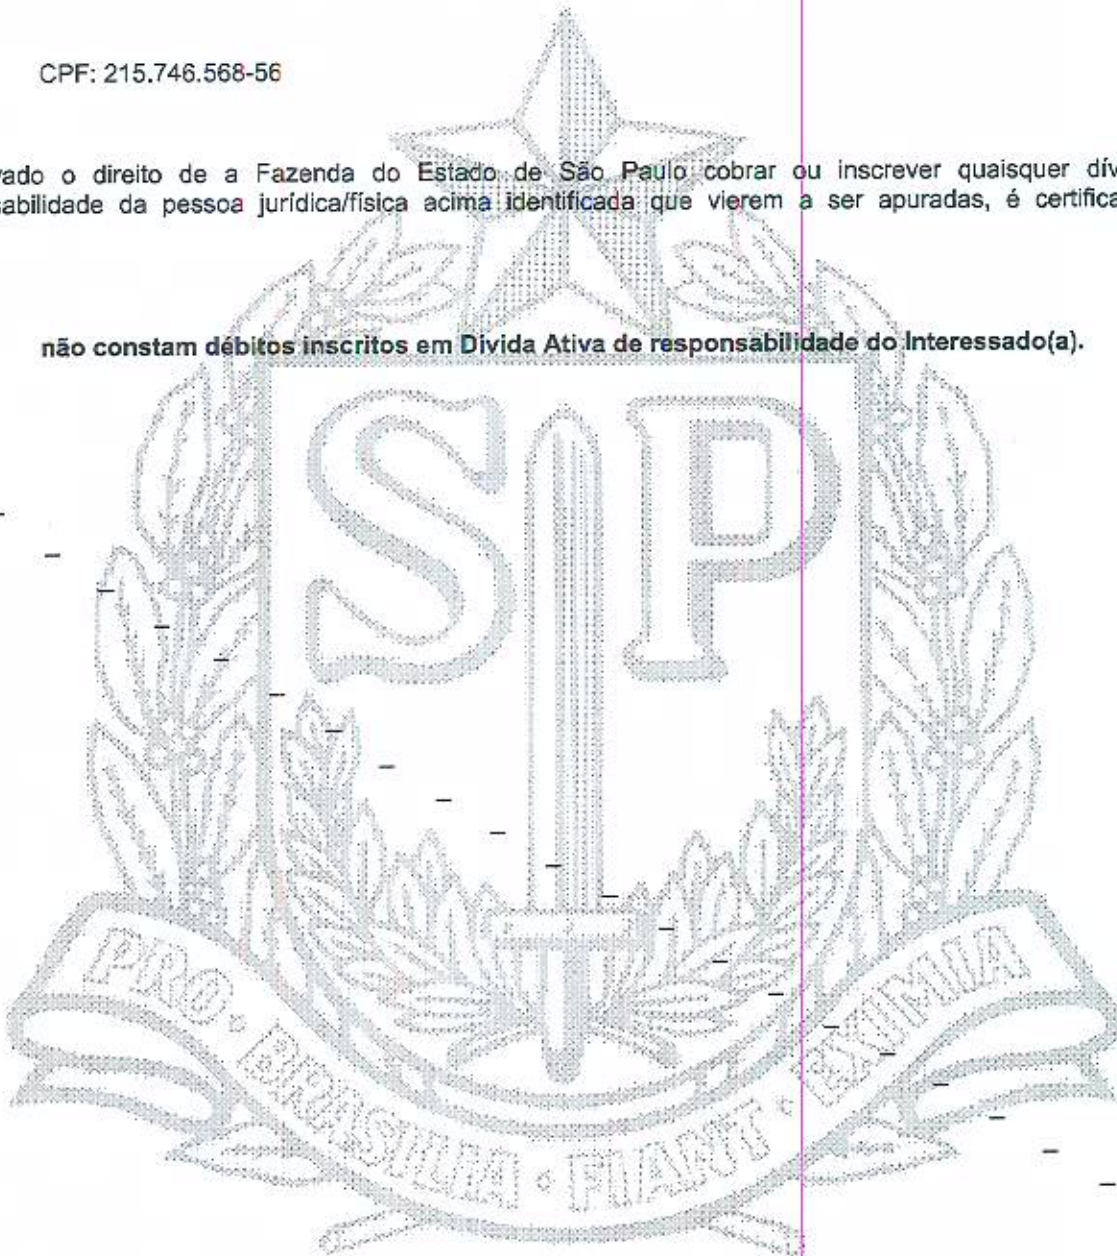 CPF: 215.746.568-56
vado o direito de a Fazenda do Estado de São Paulo cobrar ou inscrever quaisquer dív
sabilidade da pessoa jurídica/física acima identificada que vierem a ser apuradas, é certifica
não constam débitos inscritos em Divida Ativa de responsabilidade do Interessado(a).
S P
PRO · BRASILIA · FIANT · EXIMIA